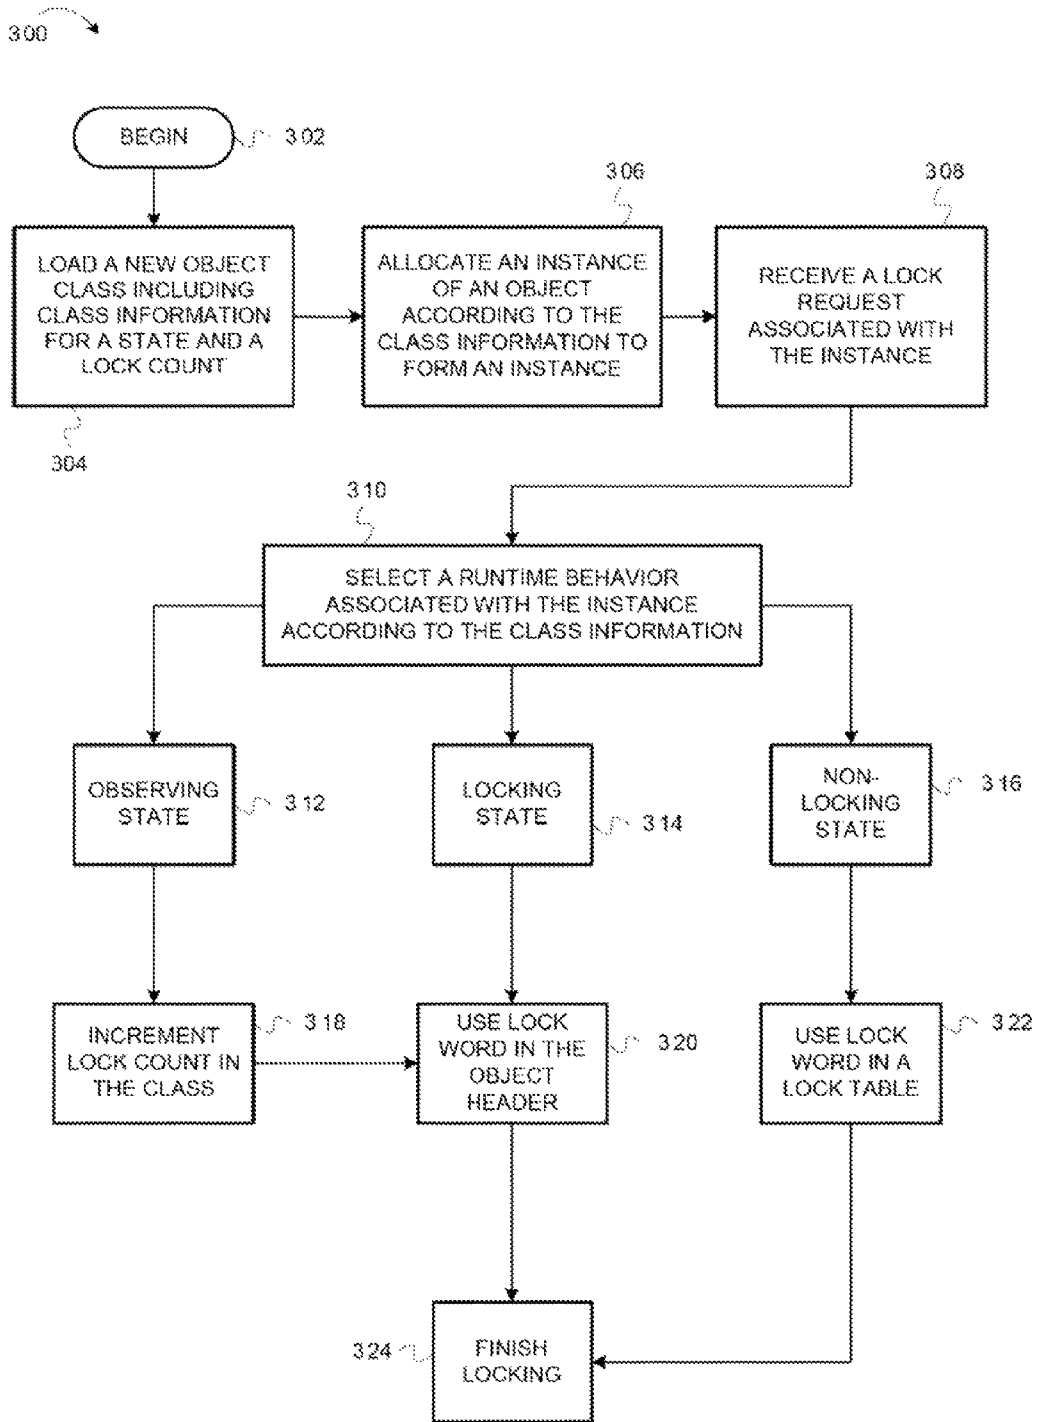 300
BEGIN
302
306
308
LOAD A NEW OBJECT
CLASS INCLUDING
CLASS INFORMATION
FOR A STATE AND A
LOCK COUNT
ALLOCATE AN INSTANCE
OF AN OBJECT
ACCORDING TO THE
CLASS INFORMATION TO
FORM AN INSTANCE
RECEIVE A LOCK
REQUEST
ASSOCIATED WITH
THE INSTANCE
304
310
SELECT A RUNTIME BEHAVIOR
ASSOCIATED WITH THE INSTANCE
ACCORDING TO THE CLASS INFORMATION
OBSERVING
STATE
312
LOCKING
STATE
314
NON-
LOCKING
STATE
316
INCREMENT
LOCK COUNT IN
THE CLASS
318
USE LOCK
WORD IN THE
OBJECT
HEADER
320
USE LOCK
WORD IN A
LOCK TABLE
322
324
FINISH
LOCKING